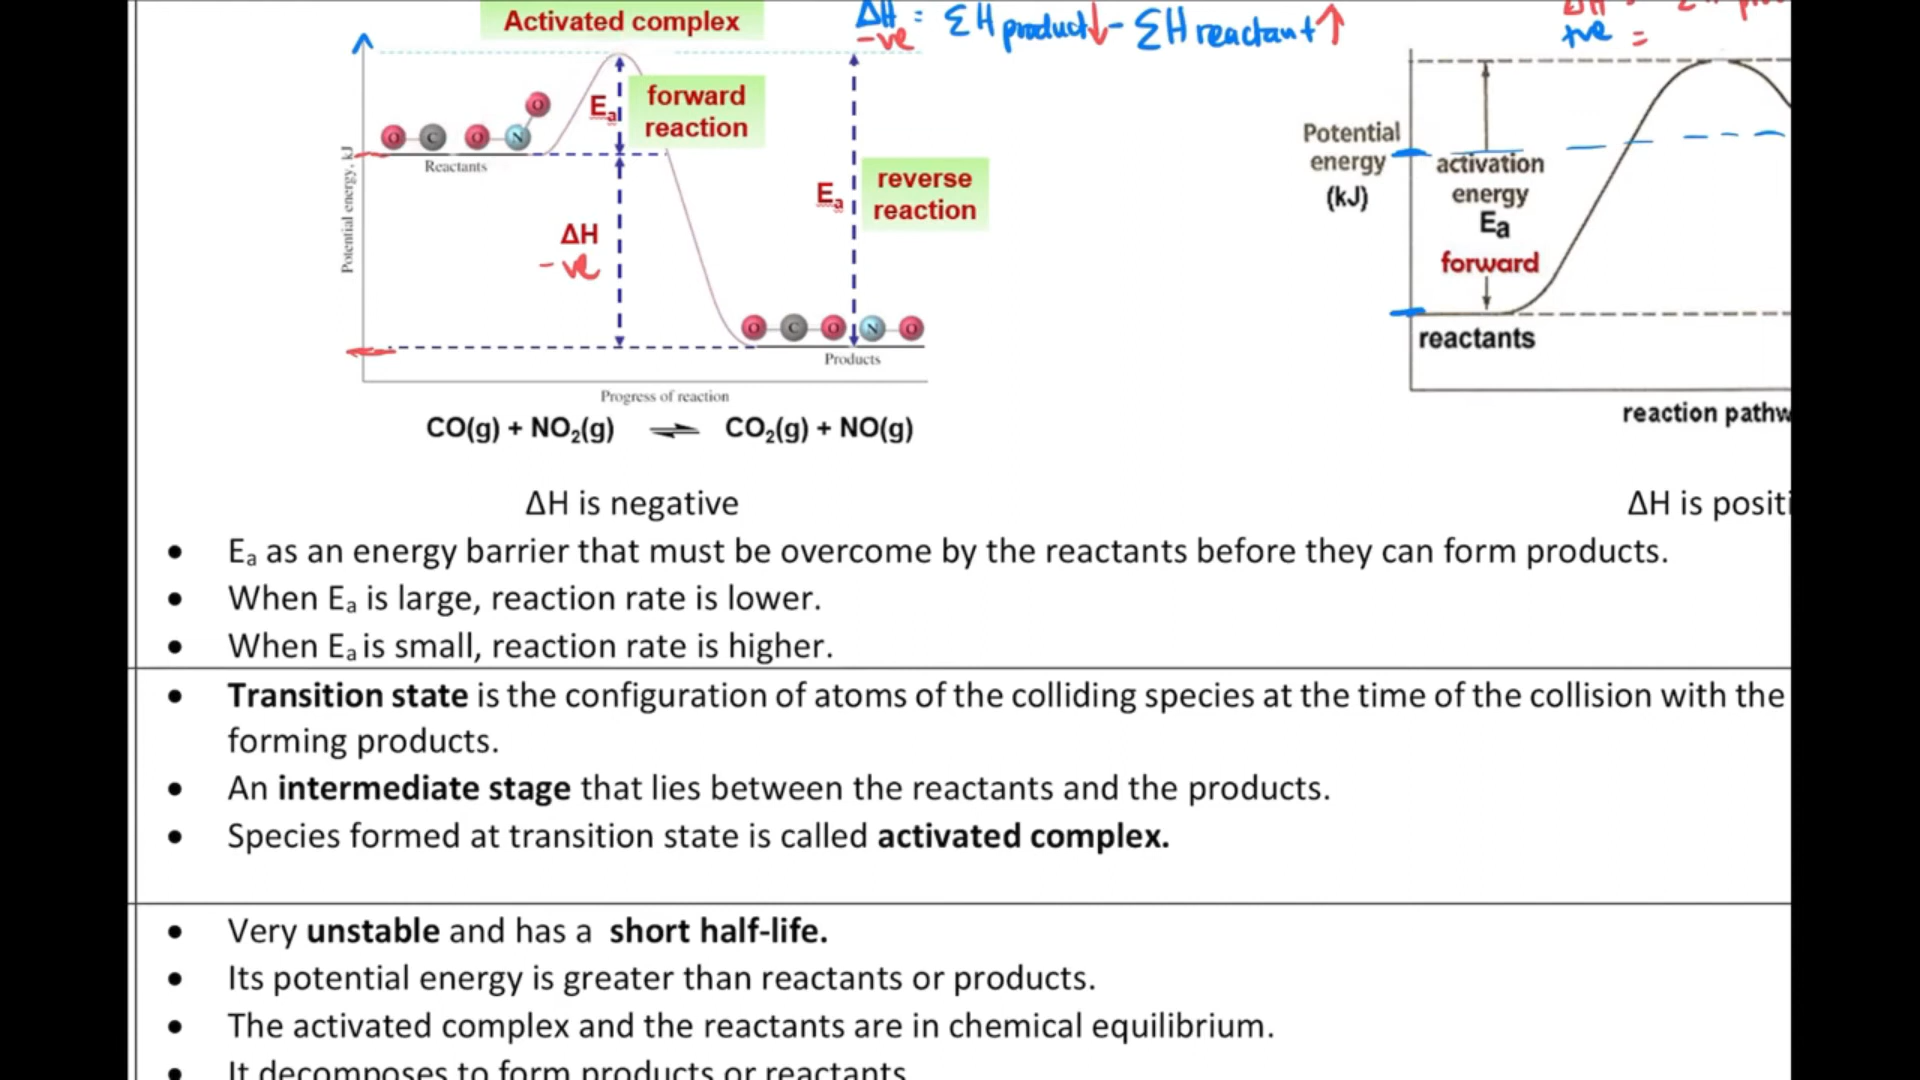 Activated complex
ΔH = ΣH product↓ - ΣH reactant↑
-ve
+ve =
Potential energy, kJ
O C O N O
Reactants
Ea
forward
reaction
ΔH
-ve
Ea
reverse
reaction
O C O N O
Products
Progress of reaction
CO(g) + NO₂(g) ⇌ CO₂(g) + NO(g)
Potential
energy
(kJ)
activation
energy
Ea
forward
reactants
reaction pathw
ΔH is negative
ΔH is positi
• Eₐ as an energy barrier that must be overcome by the reactants before they can form products.
• When Eₐ is large, reaction rate is lower.
• When Eₐ is small, reaction rate is higher.
• Transition state is the configuration of atoms of the colliding species at the time of the collision with the
forming products.
• An intermediate stage that lies between the reactants and the products.
• Species formed at transition state is called activated complex.
• Very unstable and has a short half-life.
• Its potential energy is greater than reactants or products.
• The activated complex and the reactants are in chemical equilibrium.
• It decomposes to form products or reactants